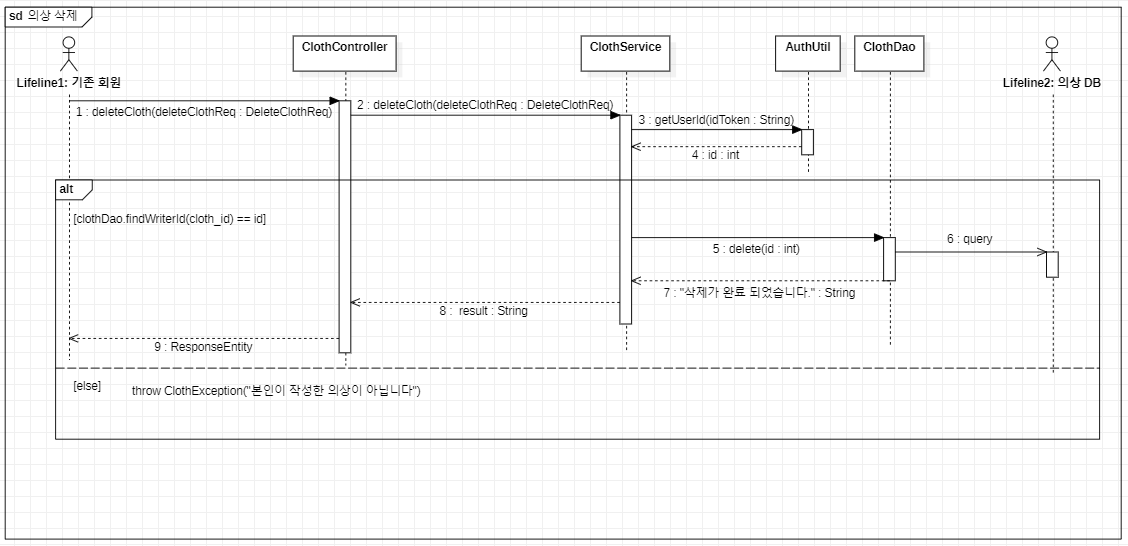 sd 의상 삭제
ClothController
ClothService
AuthUtil
ClothDao
Lifeline1: 기존 회원
Lifeline2: 의상 DB
1 : deleteCloth(deleteClothReq : DeleteClothReq)
2 : deleteCloth(deleteClothReq : DeleteClothReq)
3 : getUserId(idToken : String)
4 : id : int
alt
[clothDao.findWriterId(cloth_id) == id]
5 : delete(id : int)
6 : query
7 : "삭제가 완료 되었습니다." : String
8 :  result : String
9 : ResponseEntity
[else]
throw ClothException("본인이 작성한 의상이 아닙니다")